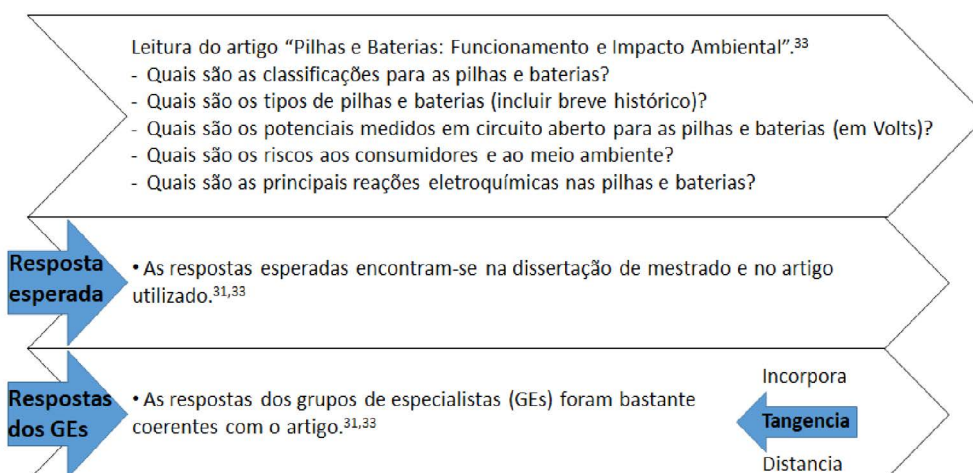 Leitura do artigo “Pilhas e Baterias: Funcionamento e Impacto Ambiental”.33
- Quais são as classificações para as pilhas e baterias?
- Quais são os tipos de pilhas e baterias (incluir breve histórico)?
- Quais são os potenciais medidos em circuito aberto para as pilhas e baterias (em Volts)?
- Quais são os riscos aos consumidores e ao meio ambiente?
- Quais são as principais reações eletroquímicas nas pilhas e baterias?
Resposta
esperada
• As respostas esperadas encontram-se na dissertação de mestrado e no artigo
utilizado.31,33
Respostas
dos GEs
• As respostas dos grupos de especialistas (GEs) foram bastante
coerentes com o artigo.31,33
Incorpora
Tangencia
Distancia